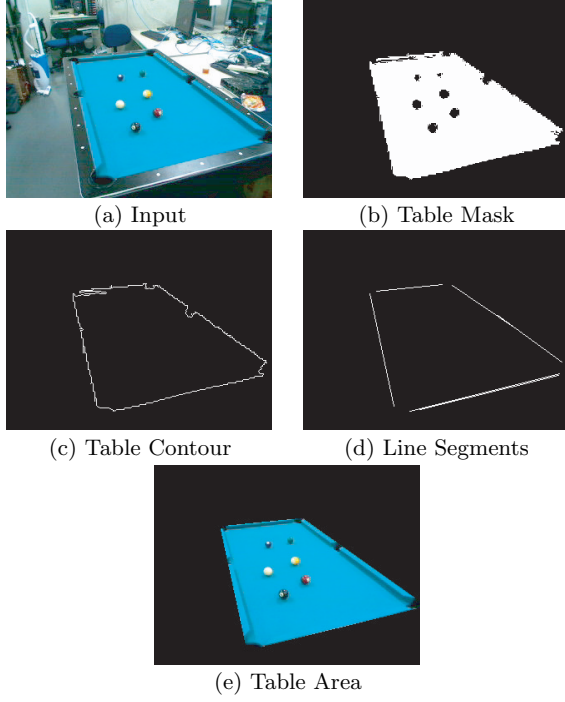 (a) Input
(b) Table Mask
(c) Table Contour
(d) Line Segments
(e) Table Area